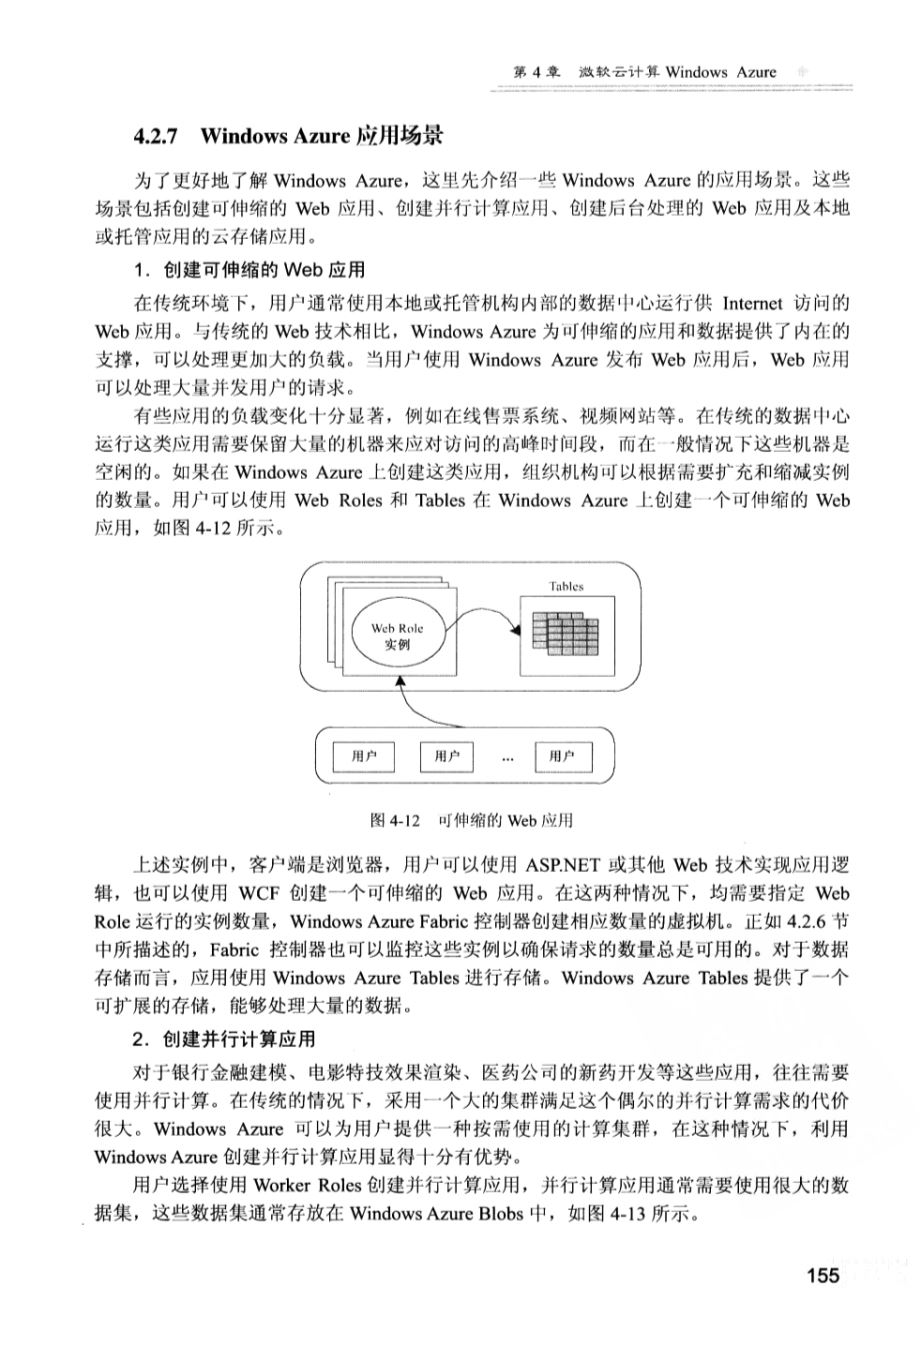 第 4 章 微软云计算 Windows Azure
4.2.7 Windows Azure 应用场景
为了更好地了解 Windows Azure，这里先介绍一些 Windows Azure 的应用场景。这些
场景包括创建可伸缩的 Web 应用、创建并行计算应用、创建后台处理的 Web 应用及本地
或托管应用的云存储应用。
1．创建可伸缩的 Web 应用
在传统环境下，用户通常使用本地或托管机构内部的数据中心运行供 Internet 访问的
Web 应用。与传统的 Web 技术相比，Windows Azure 为可伸缩的应用和数据提供了内在的
支撑，可以处理更加大的负载。当用户使用 Windows Azure 发布 Web 应用后，Web 应用
可以处理大量并发用户的请求。
有些应用的负载变化十分显著，例如在线售票系统、视频网站等。在传统的数据中心
运行这类应用需要保留大量的机器来应对访问的高峰时间段，而在一般情况下这些机器是
空闲的。如果在 Windows Azure 上创建这类应用，组织机构可以根据需要扩充和缩减实例
的数量。用户可以使用 Web Roles 和 Tables 在 Windows Azure 上创建一个可伸缩的 Web
应用，如图 4-12 所示。
Tables
Web Role
实例
用户 用户 ... 用户
图 4-12 可伸缩的 Web 应用
上述实例中，客户端是浏览器，用户可以使用 ASP.NET 或其他 Web 技术实现应用逻
辑，也可以使用 WCF 创建一个可伸缩的 Web 应用。在这两种情况下，均需要指定 Web
Role 运行的实例数量，Windows Azure Fabric 控制器创建相应数量的虚拟机。正如 4.2.6 节
中所描述的，Fabric 控制器也可以监控这些实例以确保请求的数量总是可用的。对于数据
存储而言，应用使用 Windows Azure Tables 进行存储。Windows Azure Tables 提供了一个
可扩展的存储，能够处理大量的数据。
2．创建并行计算应用
对于银行金融建模、电影特技效果渲染、医药公司的新药开发等这些应用，往往需要
使用并行计算。在传统的情况下，采用一个大的集群满足这个偶尔的并行计算需求的代价
很大。Windows Azure 可以为用户提供一种按需使用的计算集群，在这种情况下，利用
Windows Azure 创建并行计算应用显得十分有优势。
用户选择使用 Worker Roles 创建并行计算应用，并行计算应用通常需要使用很大的数
据集，这些数据集通常存放在 Windows Azure Blobs 中，如图 4-13 所示。
155